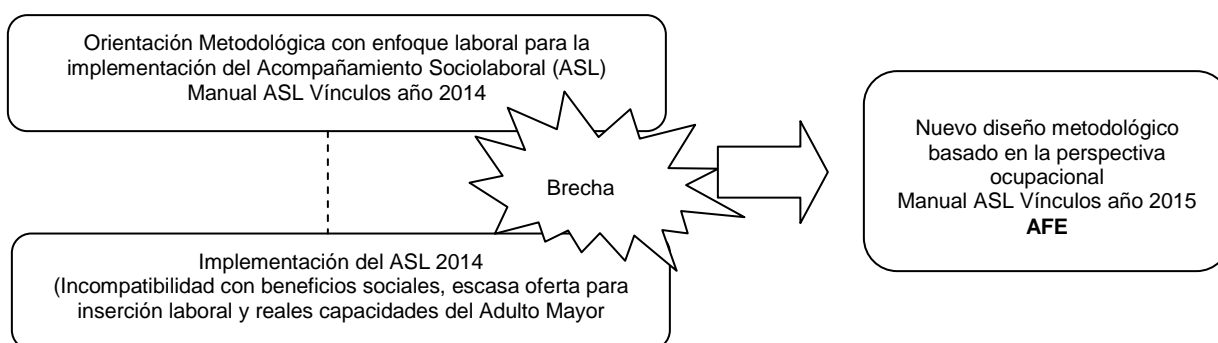 Orientación Metodológica con enfoque laboral para la
implementación del Acompañamiento Sociolaboral (ASL)
Manual ASL Vínculos año 2014
Brecha
Implementación del ASL 2014
(Incompatibilidad con beneficios sociales, escasa oferta para
inserción laboral y reales capacidades del Adulto Mayor
Nuevo diseño metodológico
basado en la perspectiva
ocupacional
Manual ASL Vínculos año 2015
AFE